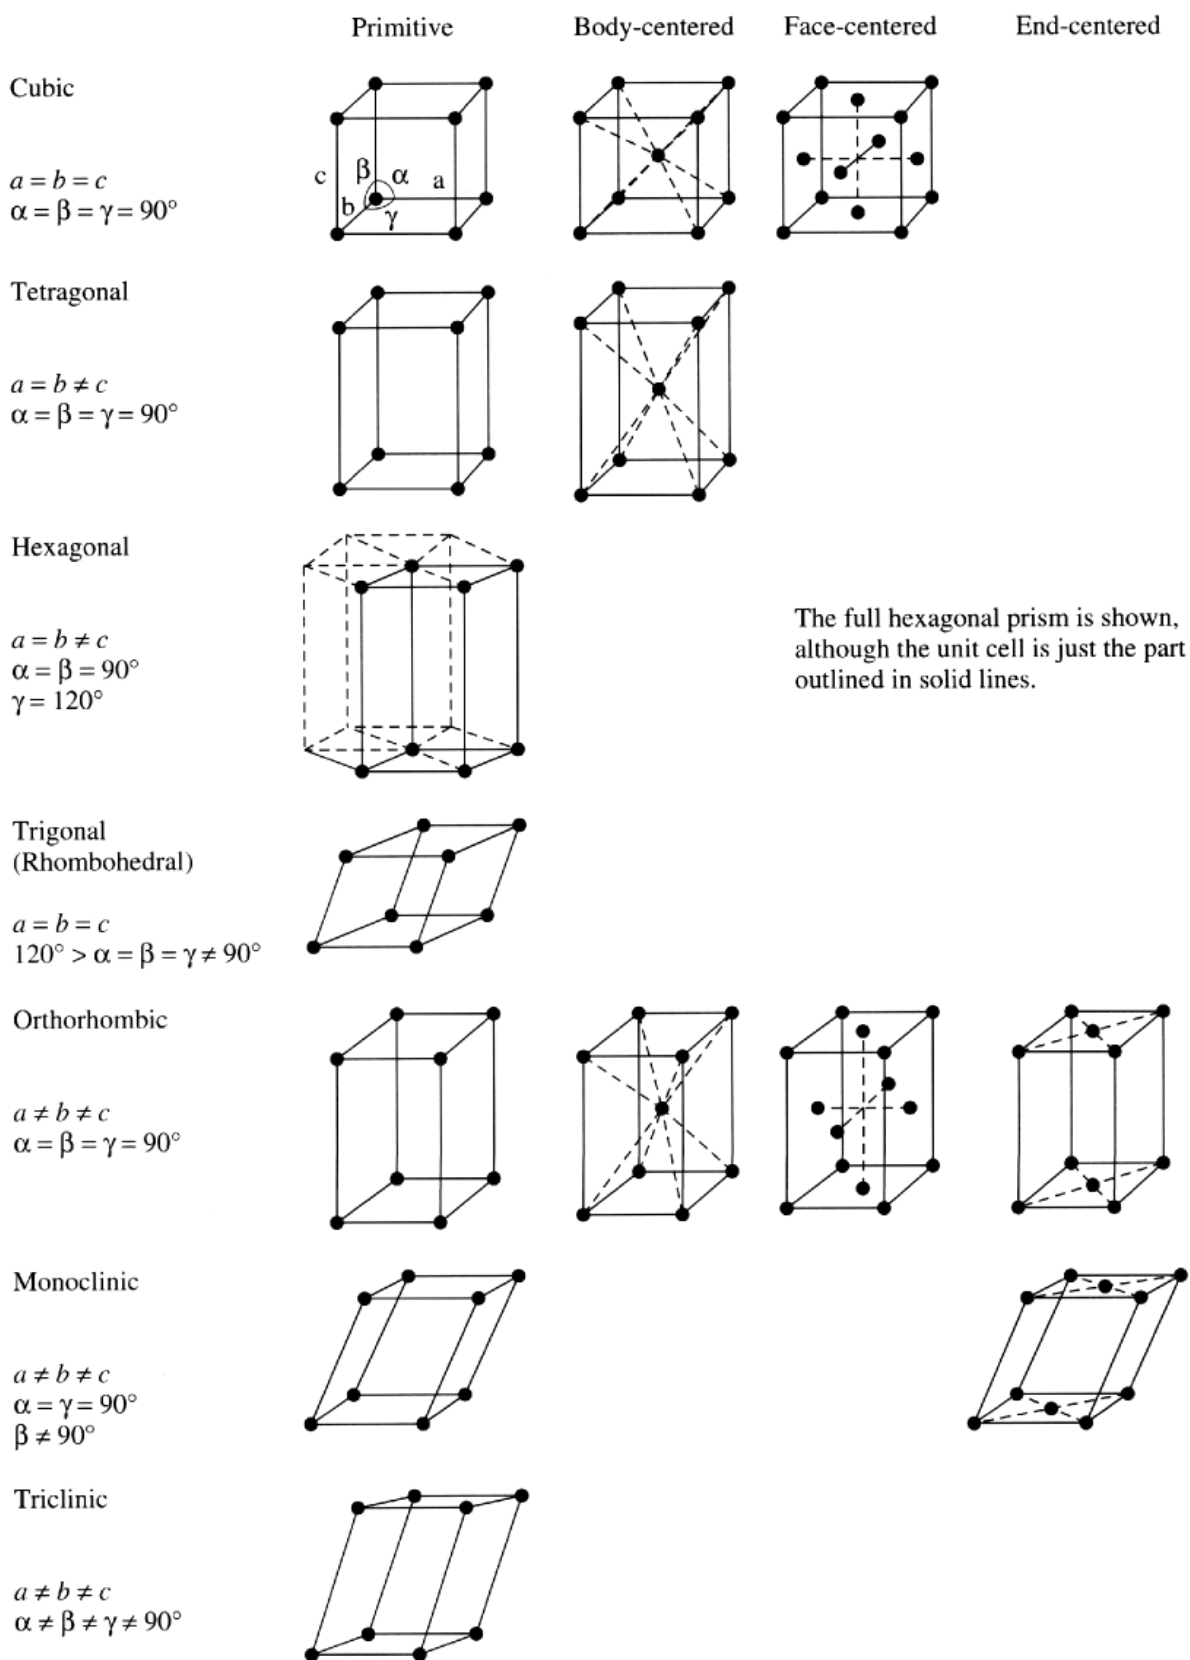 Primitive Body-centered Face-centered End-centered
Cubic
a = b = c
α = β = γ = 90°
c β α a
b γ
Tetragonal
a = b ≠ c
α = β = γ = 90°
Hexagonal
a = b ≠ c
α = β = 90°
γ = 120°
The full hexagonal prism is shown,
although the unit cell is just the part
outlined in solid lines.
Trigonal
(Rhombohedral)
a = b = c
120° > α = β = γ ≠ 90°
Orthorhombic
a ≠ b ≠ c
α = β = γ = 90°
Monoclinic
a ≠ b ≠ c
α = γ = 90°
β ≠ 90°
Triclinic
a ≠ b ≠ c
α ≠ β ≠ γ ≠ 90°